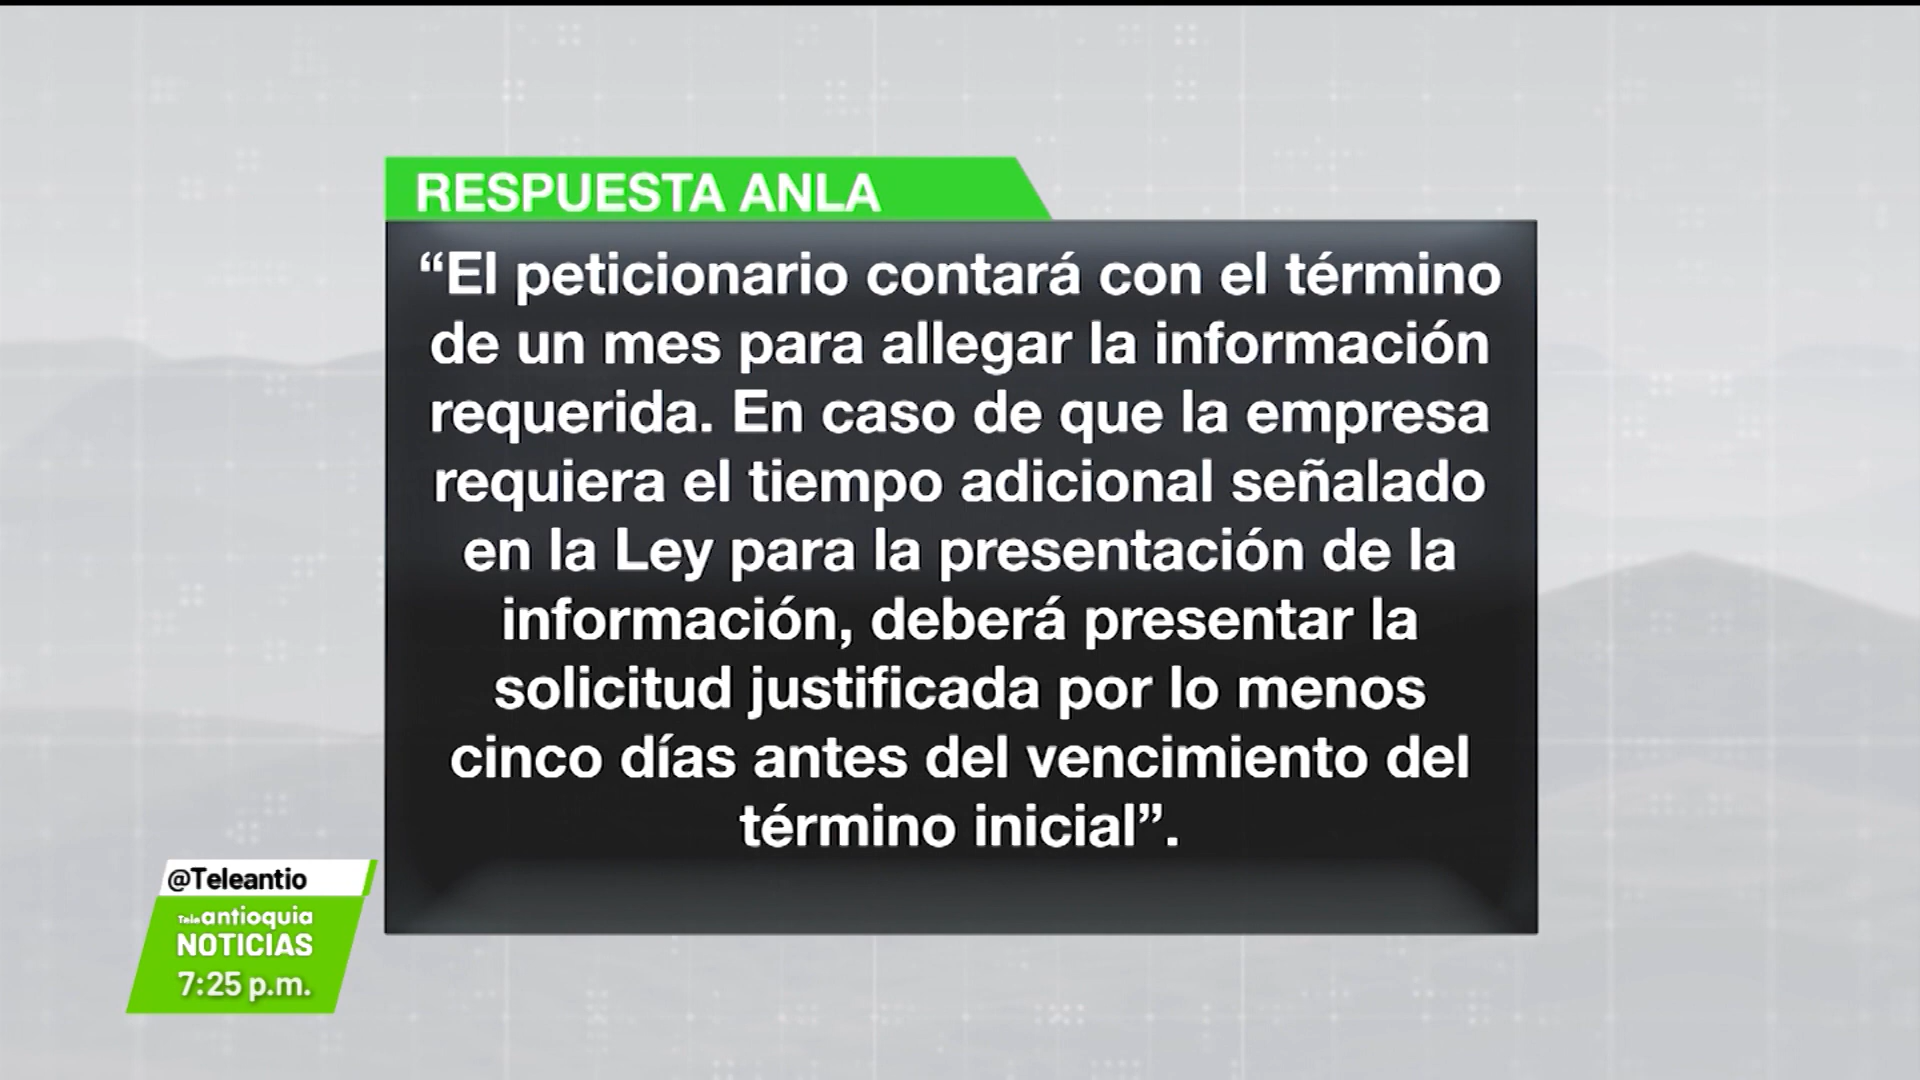 RESPUESTA ANLA
“El peticionario contará con el término
de un mes para allegar la información
requerida. En caso de que la empresa
requiera el tiempo adicional señalado
en la Ley para la presentación de la
información, deberá presentar la
solicitud justificada por lo menos
cinco días antes del vencimiento del
término inicial”.
@Teleantio
Teleantioquia
NOTICIAS
7:25 p.m.